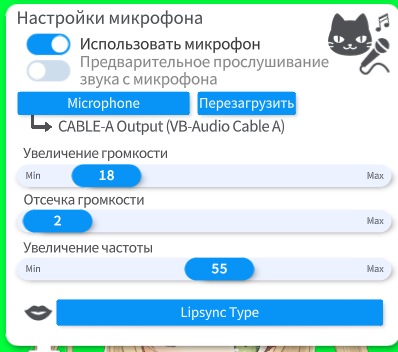 Настройки микрофона
Использовать микрофон
Предварительное прослушивание
звука с микрофона
Microphone Перезагрузить
CABLE-A Output (VB-Audio Cable A)
Увеличение громкости
Min 18 Max
Отсечка громкости
2 Max
Увеличение частоты
Min 55 Max
Lipsync Type